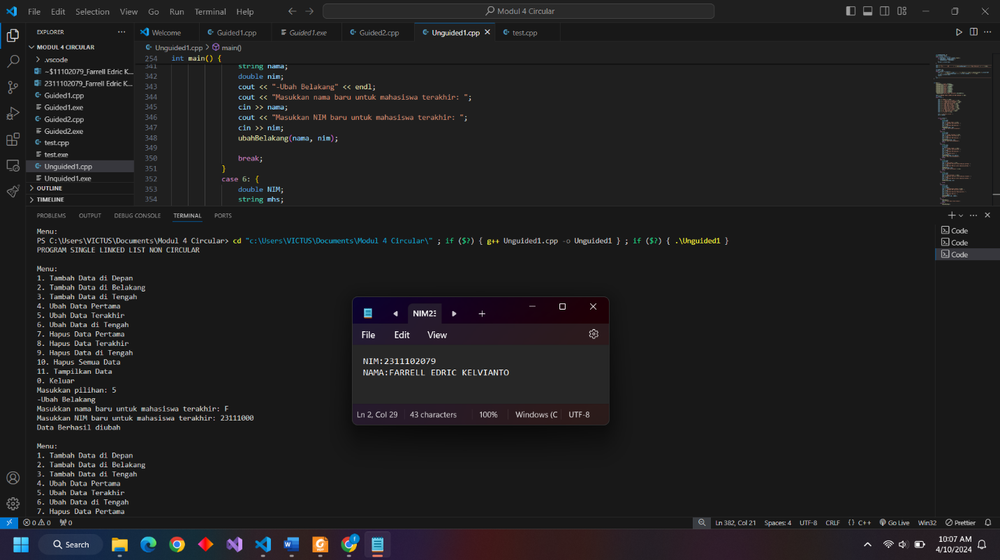 File Edit Selection View Go Run Terminal Help
Modul 4 Circular
EXPLORER
Welcome
Guided1.cpp
Guided1.exe
Guided2.cpp
Unguided1.cpp
test.cpp
MODUL 4 CIRCULAR
.vscode
~$11102079_Farrell Edric K...
2311102079_Farrell Edric K...
Guided1.cpp
Guided1.exe
Guided2.cpp
Guided2.exe
test.cpp
test.exe
Unguided1.cpp
Unguided1.exe
OUTLINE
TIMELINE
Unguided1.cpp > main()
254 int main() {
341 string nama;
342 double nim;
343 cout << "-Ubah Belakang" << endl;
344 cout << "Masukkan nama baru untuk mahasiswa terakhir: ";
345 cin >> nama;
346 cout << "Masukkan NIM baru untuk mahasiswa terakhir: ";
347 cin >> nim;
348 ubahBelakang(nama, nim);
349
350 break;
351 }
352 case 6: {
353 double NIM;
354 string mhs;
PROBLEMS OUTPUT DEBUG CONSOLE TERMINAL PORTS
Menu:
PS C:\Users\VICTUS\Documents\Modul 4 Circular> cd "c:\Users\VICTUS\Documents\Modul 4 Circular\" ; if ($?) { g++ Unguided1.cpp -o Unguided1 } ; if ($?) { .\Unguided1 }
PROGRAM SINGLE LINKED LIST NON CIRCULAR
Menu:
1. Tambah Data di Depan
2. Tambah Data di Belakang
3. Tambah Data di Tengah
4. Ubah Data Pertama
5. Ubah Data Terakhir
6. Ubah Data di Tengah
7. Hapus Data Pertama
8. Hapus Data Terakhir
9. Hapus Data di Tengah
10. Hapus Semua Data
11. Tampilkan Data
0. Keluar
Masukkan pilihan: 5
-Ubah Belakang
Masukkan nama baru untuk mahasiswa terakhir: F
Masukkan NIM baru untuk mahasiswa terakhir: 23111000
Data Berhasil diubah
Menu:
1. Tambah Data di Depan
2. Tambah Data di Belakang
3. Tambah Data di Tengah
4. Ubah Data Pertama
5. Ubah Data Terakhir
6. Ubah Data di Tengah
7. Hapus Data Pertama
Code
Code
Code
NIM23
File Edit View
NIM:2311102079
NAMA:FARRELL EDRIC KELVIANTO
Ln 2, Col 29 43 characters 100% Windows (C UTF-8
0 0 0
Ln 382, Col 21 Spaces: 4 UTF-8 CRLF {} C++ Go Live Win32 Prettier
Search
10:07 AM
4/10/2024